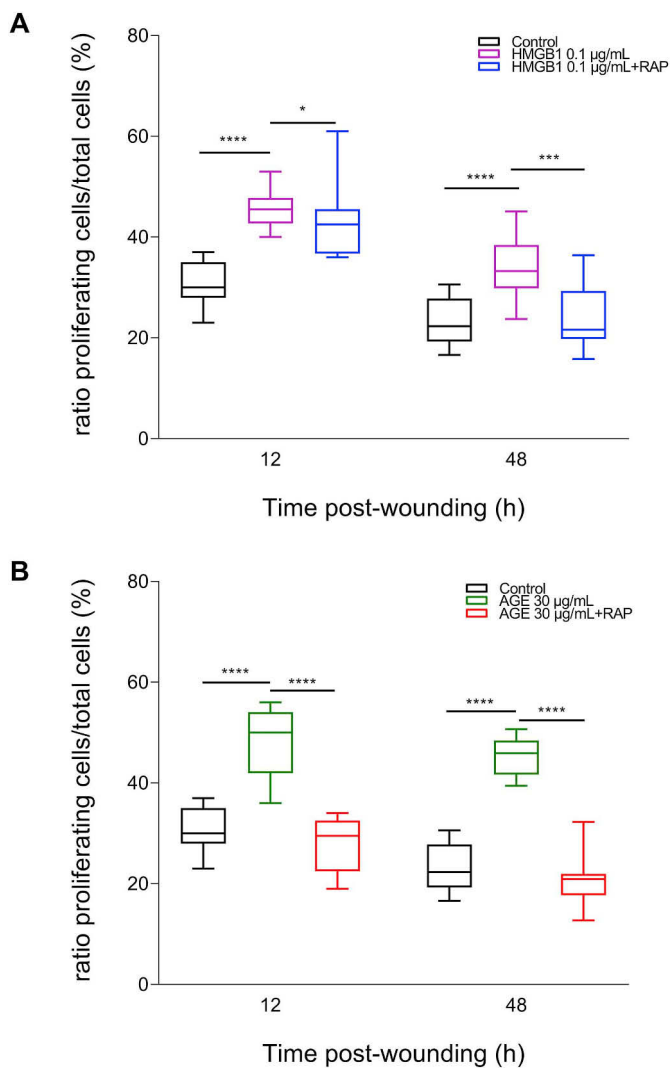 A
80
60
40
20
0
ratio proliferating cells/total cells (%)
Control
HMGB1 0.1 µg/mL
HMGB1 0.1 µg/mL+RAP
****
*
****
***
12
48
Time post-wounding (h)
B
80
60
40
20
0
ratio proliferating cells/total cells (%)
Control
AGE 30 µg/mL
AGE 30 µg/mL+RAP
****
****
****
****
12
48
Time post-wounding (h)